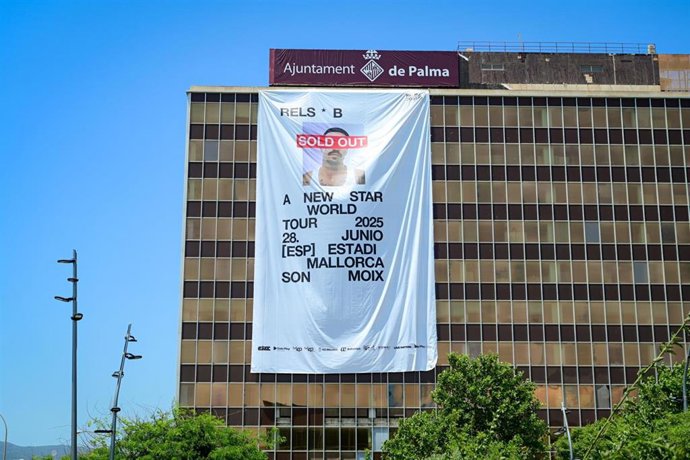 Ajuntament de Palma
RELS * B
SOLD OUT
A NEW STAR
WORLD
TOUR 2025
28. JUNIO
[ESP] ESTADI
MALLORCA
SON MOIX